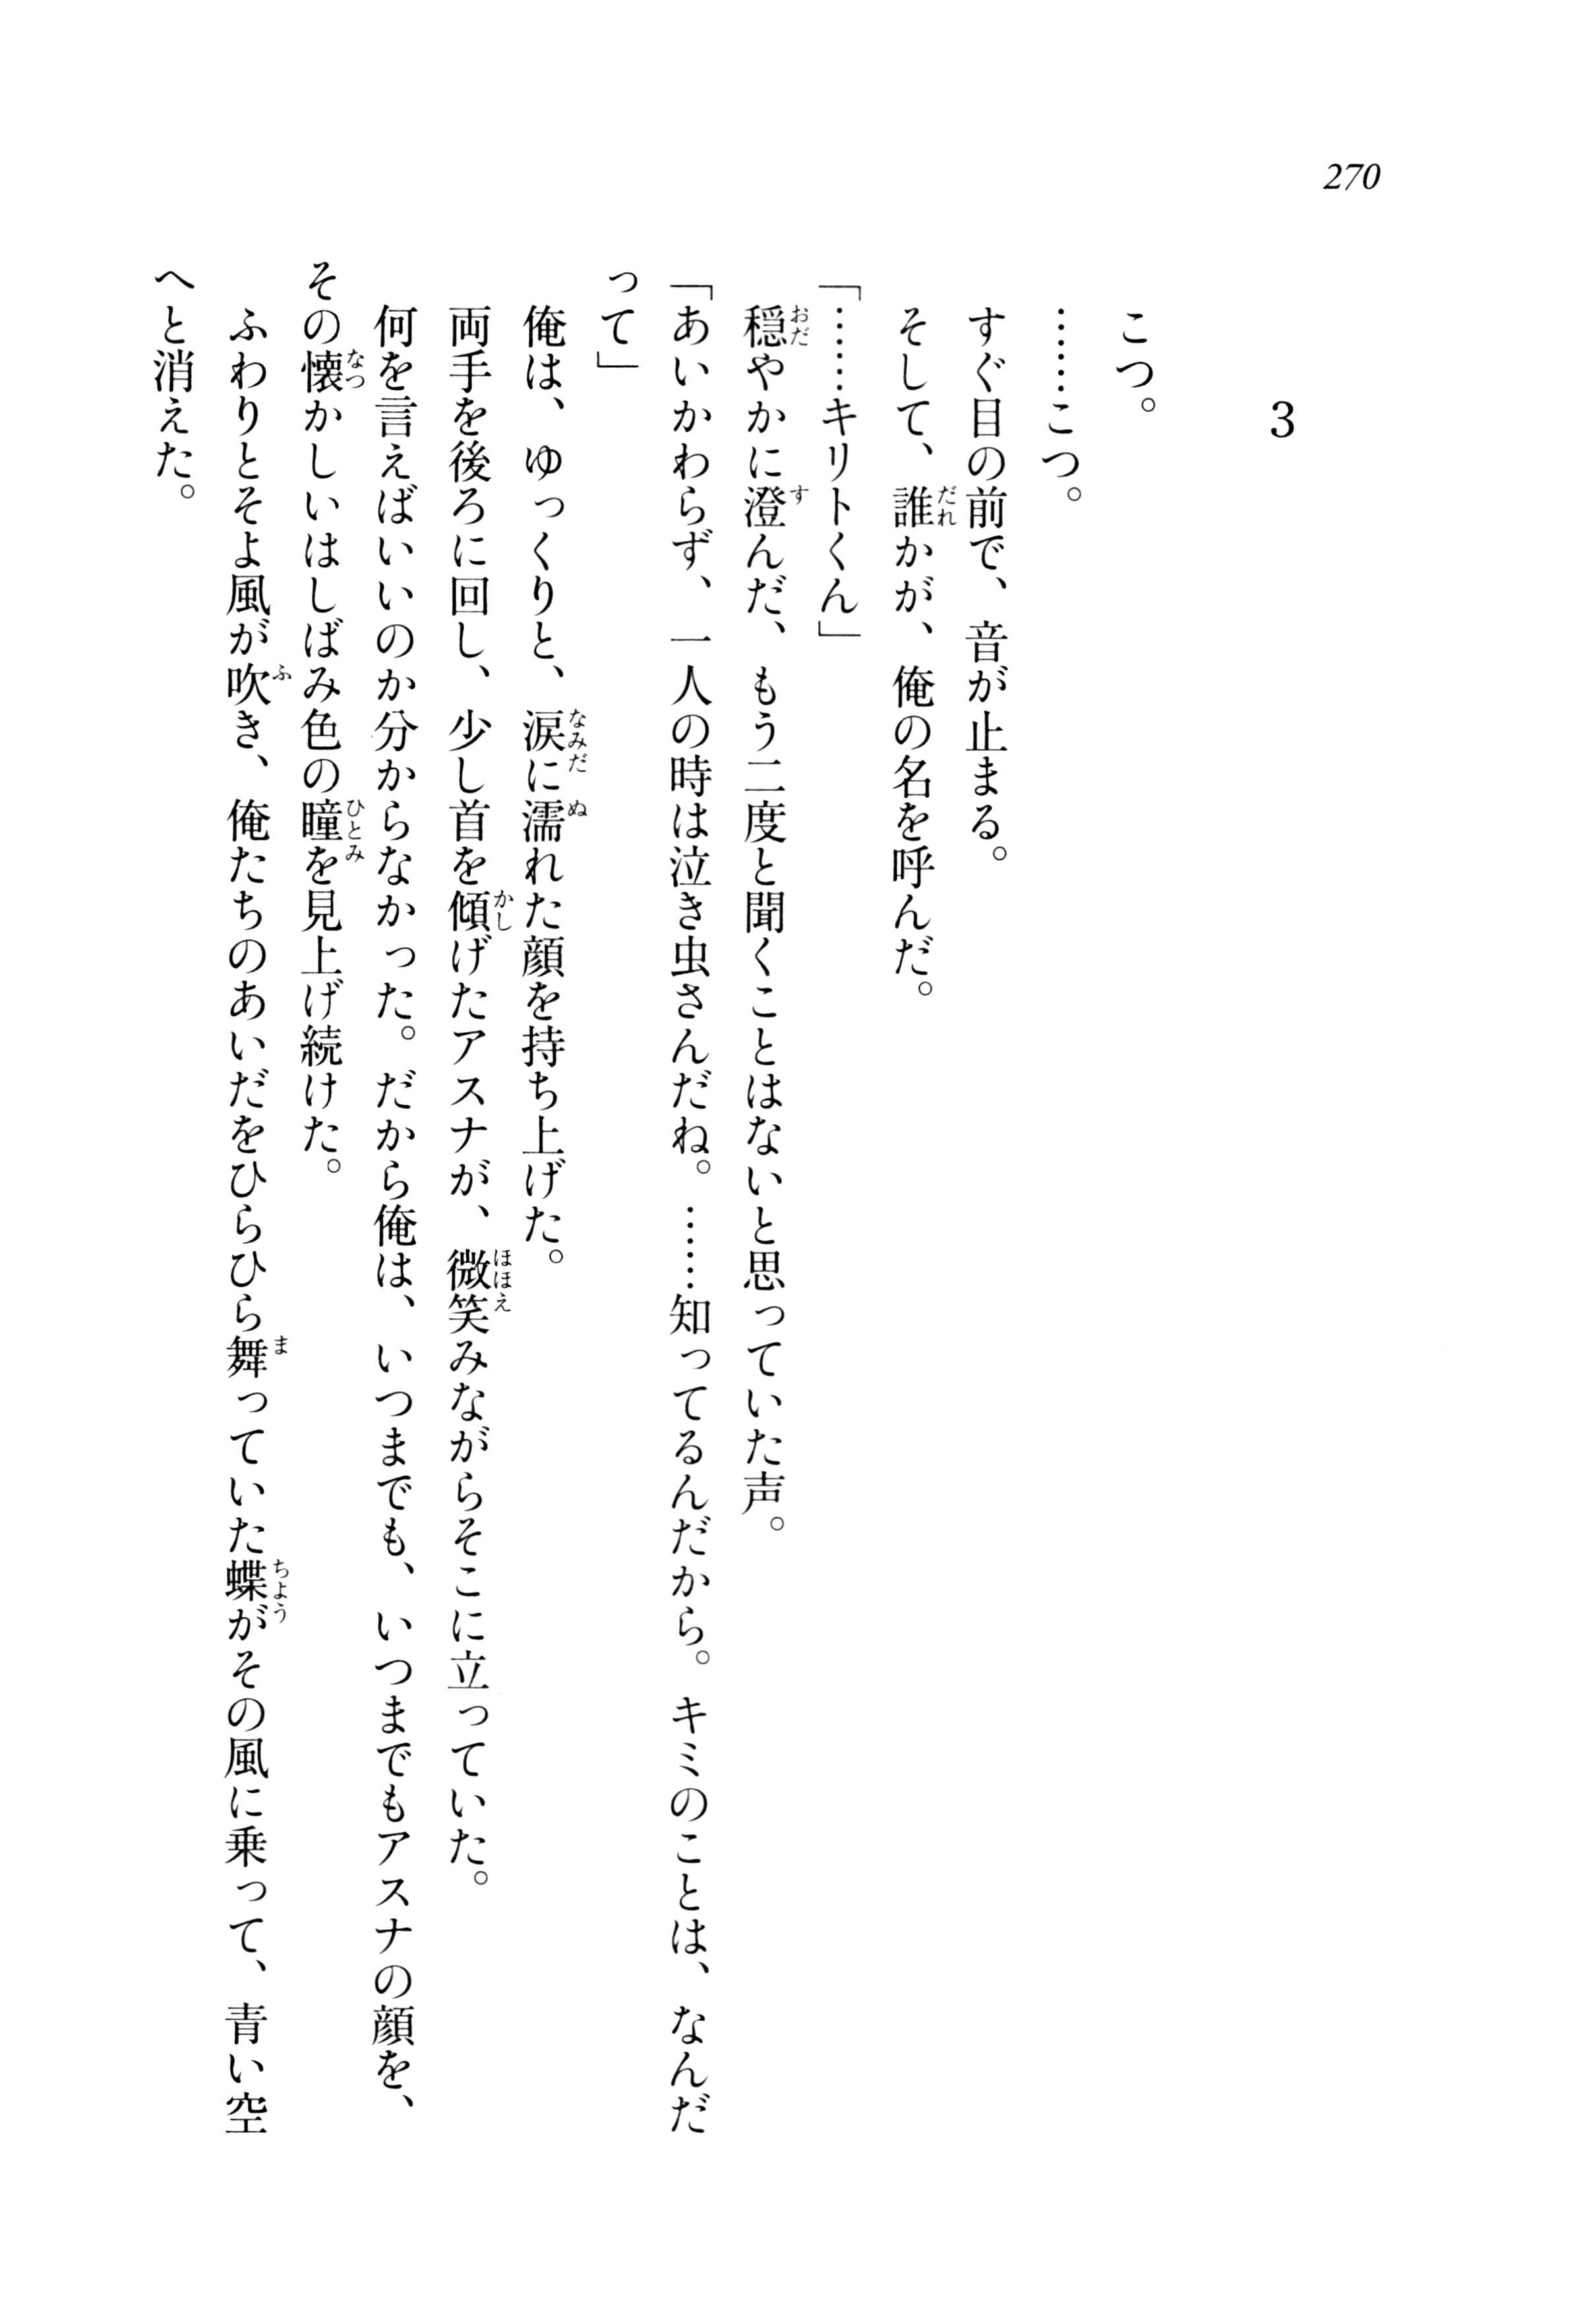 270
3
こつ。
……こつ。
すぐ目の前で、音が止まる。
そして、誰かが、俺の名を呼んだ。
「……キリトくん」
穏やかに澄んだ、もう二度と聞くことはないと思っていた声。
「あいかわらず、一人の時は泣き虫さんだね。……知ってるんだから。キミのことは、なんだ
って」
俺は、ゆっくりと、涙に濡れた顔を持ち上げた。
両手を後ろに回し、少し首を傾げたアスナが、微笑みながらそこに立っていた。
何を言えばいいのか分からなかった。だから俺は、いつまでも、いつまでもアスナの顔を、
その懐かしいはしばみ色の瞳を見上げ続けた。
ふわりとそよ風が吹き、俺たちのあいだをひらひら舞っていた蝶がその風に乗って、青い空
へと消えた。